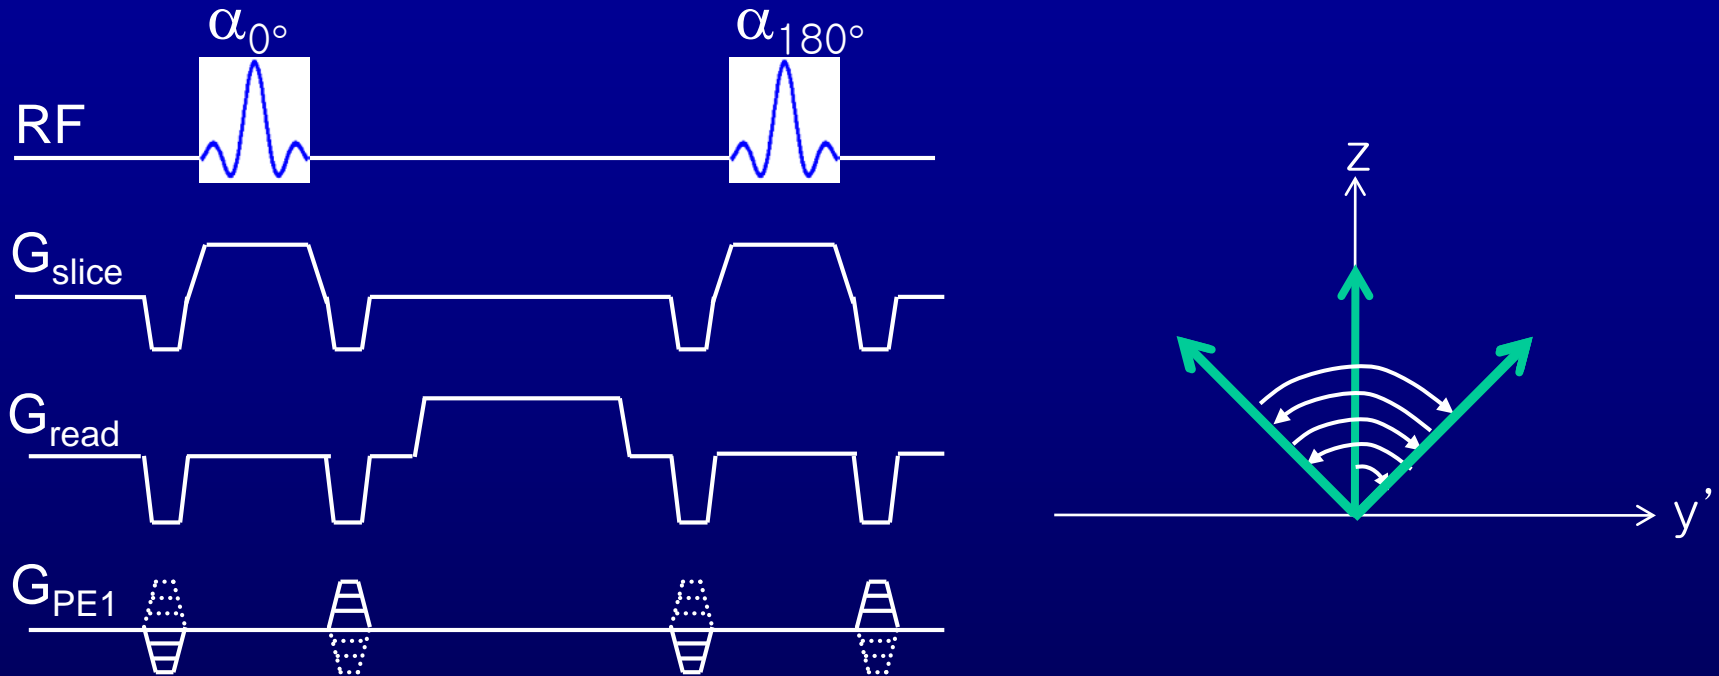 α0° α180°
RF
Gslice
Gread
GPE1
z
y’